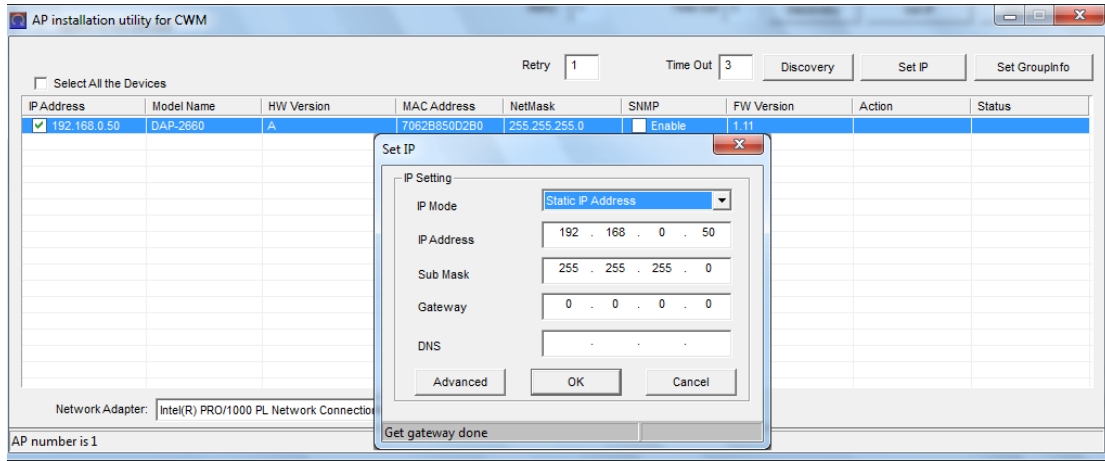 AP installation utility for CWM
Retry 1 Time Out 3 Discovery Set IP Set GroupInfo
Select All the Devices
IP Address Model Name HW Version MAC Address NetMask SNMP FW Version Action Status
192.168.0.50 DAP-2660 A 7062B850D2B0 255.255.255.0 Enable 1.11
Set IP
IP Setting
IP Mode Static IP Address
IP Address 192 . 168 . 0 . 50
Sub Mask 255 . 255 . 255 . 0
Gateway 0 . 0 . 0 . 0
DNS . . .
Advanced OK Cancel
Network Adapter: Intel(R) PRO/1000 PL Network Connection
Get gateway done
AP number is 1